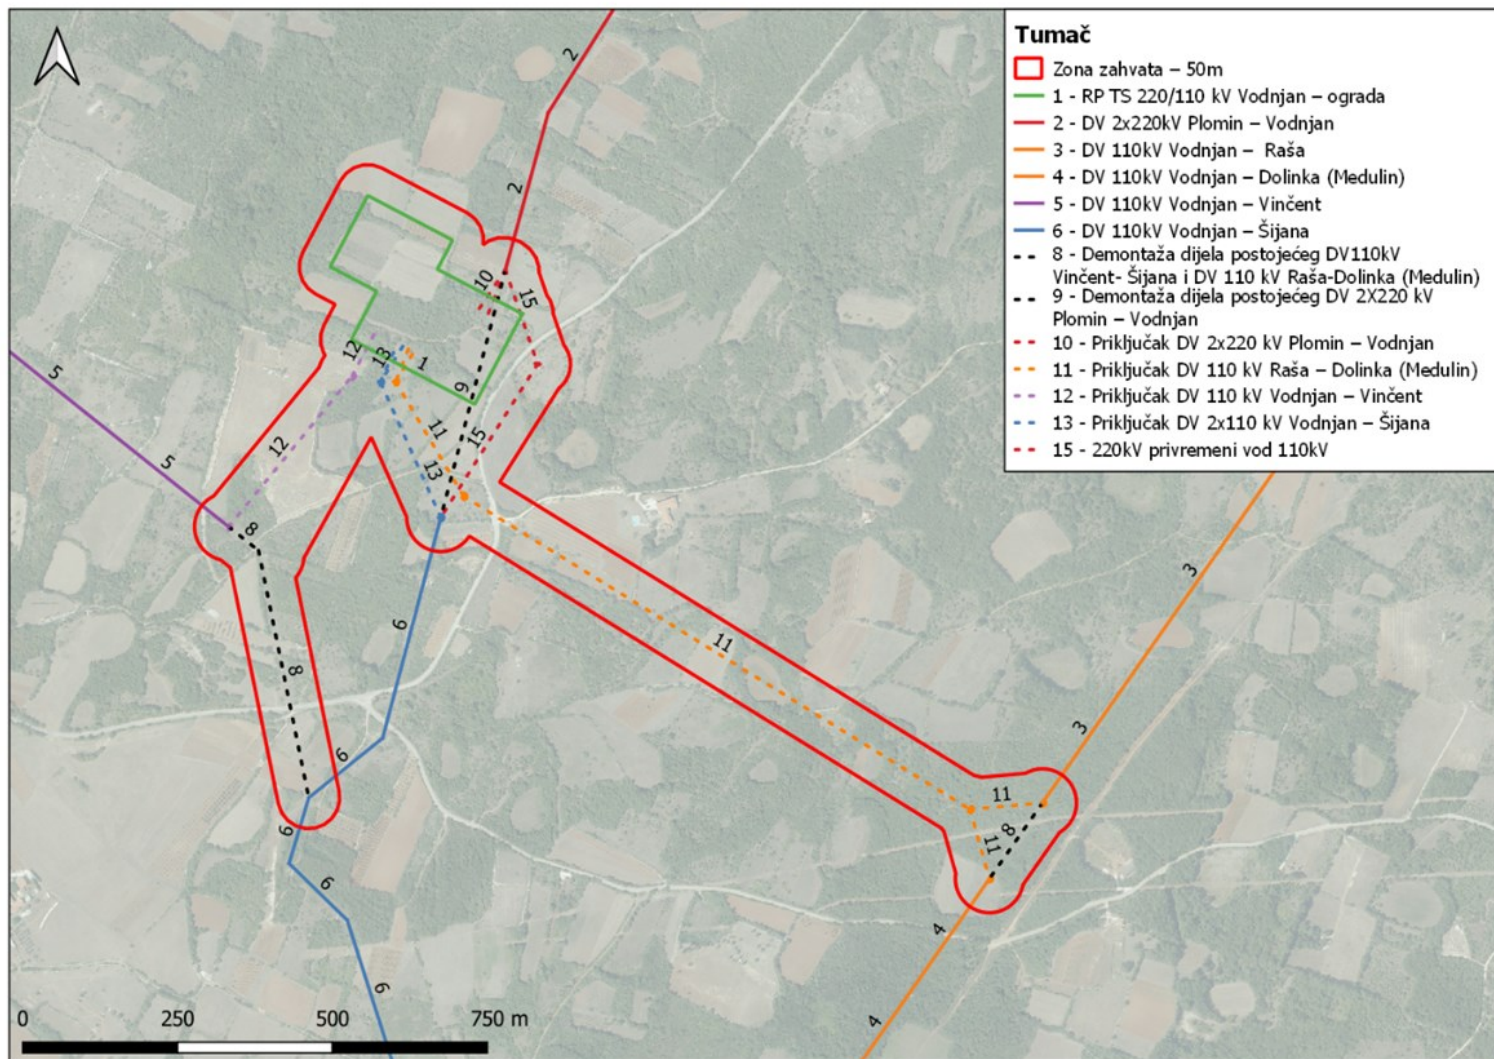 Tumač
Zona zahvata – 50m
1 - RP TS 220/110 kV Vodnjan – ograda
2 - DV 2x220kV Plomin – Vodnjan
3 - DV 110kV Vodnjan – Raša
4 - DV 110kV Vodnjan – Dolinka (Medulin)
5 - DV 110kV Vodnjan – Vinčent
6 - DV 110kV Vodnjan – Šijana
8 - Demontaža dijela postojećeg DV110kV
Vinčent- Šijana i DV 110 kV Raša-Dolinka (Medulin)
9 - Demontaža dijela postojećeg DV 2X220 kV
Plomin – Vodnjan
10 - Priključak DV 2x220 kV Plomin – Vodnjan
11 - Priključak DV 110 kV Raša – Dolinka (Medulin)
12 - Priključak DV 110 kV Vodnjan – Vinčent
13 - Priključak DV 2x110 kV Vodnjan – Šijana
15 - 220kV privremeni vod 110kV
2
2
10
15
12
13
1
9
5
11
15
12
13
5
8
3
6
11
8
3
6
11
8
11
6
6
4
6
4
0 250 500 750 m